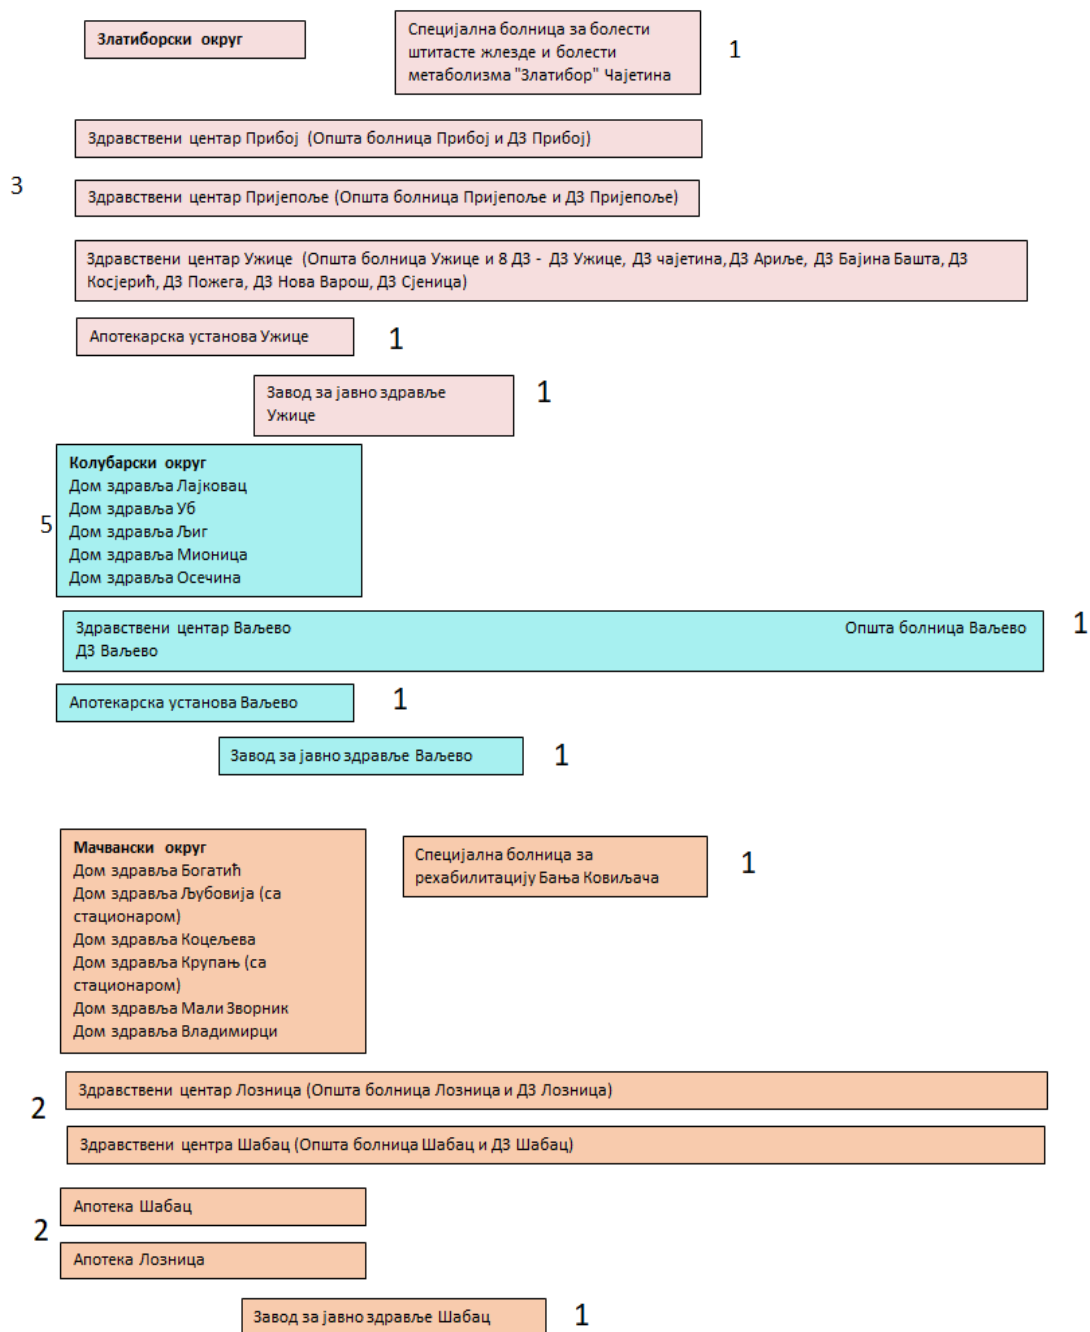 Златиборски округ
Специјална болница за болести
штитасте жлезде и болести
метаболизма "Златибор" Чајетина
1
Здравствени центар Прибој (Општа болница Прибој и ДЗ Прибој)
3
Здравствени центар Пријепоље (Општа болница Пријепоље и ДЗ Пријепоље)
Здравствени центар Ужице (Општа болница Ужице и 8 ДЗ - ДЗ Ужице, ДЗ чајетина, ДЗ Ариље, ДЗ Бајина Башта, ДЗ
Косјерић, ДЗ Пожега, ДЗ Нова Варош, ДЗ Сјеница)
Апотекарска установа Ужице
1
Завод за јавно здравље
Ужице
1
Колубарски округ
Дом здравља Лајковац
Дом здравља Уб
Дом здравља Љиг
Дом здравља Мионица
Дом здравља Осечина
5
Здравствени центар Ваљево Општа болница Ваљево
ДЗ Ваљево
1
Апотекарска установа Ваљево
1
Завод за јавно здравље Ваљево
1
Мачвански округ
Дом здравља Богатић
Дом здравља Љубовија (са
стационаром)
Дом здравља Коцељева
Дом здравља Крупањ (са
стационаром)
Дом здравља Мали Зворник
Дом здравља Владимирци
Специјална болница за
рехабилитацију Бања Ковиљача
1
Здравствени центар Лозница (Општа болница Лозница и ДЗ Лозница)
2
Здравствени центра Шабац (Општа болница Шабац и ДЗ Шабац)
Апотека Шабац
2
Апотека Лозница
Завод за јавно здравље Шабац
1